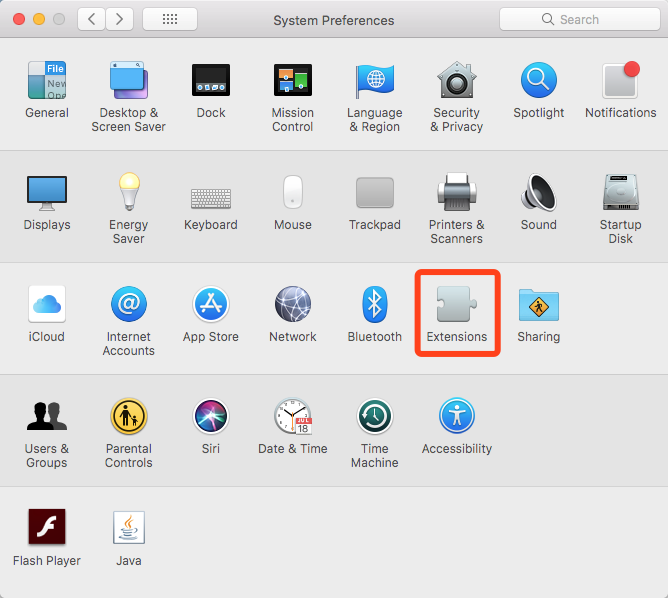 System Preferences
Search
File
New
Ope
General
Desktop &
Screen Saver
Dock
Mission
Control
Language
& Region
Security
& Privacy
Spotlight
Notifications
Displays
Energy
Saver
Keyboard
Mouse
Trackpad
Printers &
Scanners
Sound
Startup
Disk
iCloud
@
Internet
Accounts
App Store
Network
Bluetooth
Extensions
Sharing
Users &
Groups
Parental
Controls
Siri
JUL
18
Date & Time
Time
Machine
Accessibility
Flash Player
Java
Java